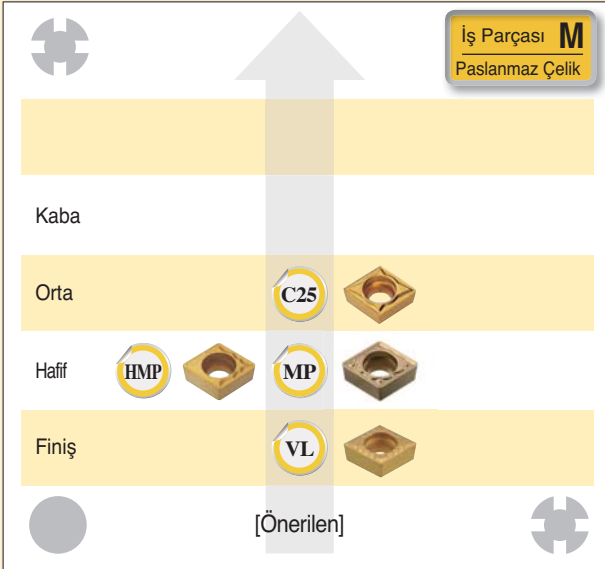 İş Parçası M
Paslanmaz Çelik
Kaba
Orta C25
Hafif HMP MP
Finiş VL
[Önerilen]